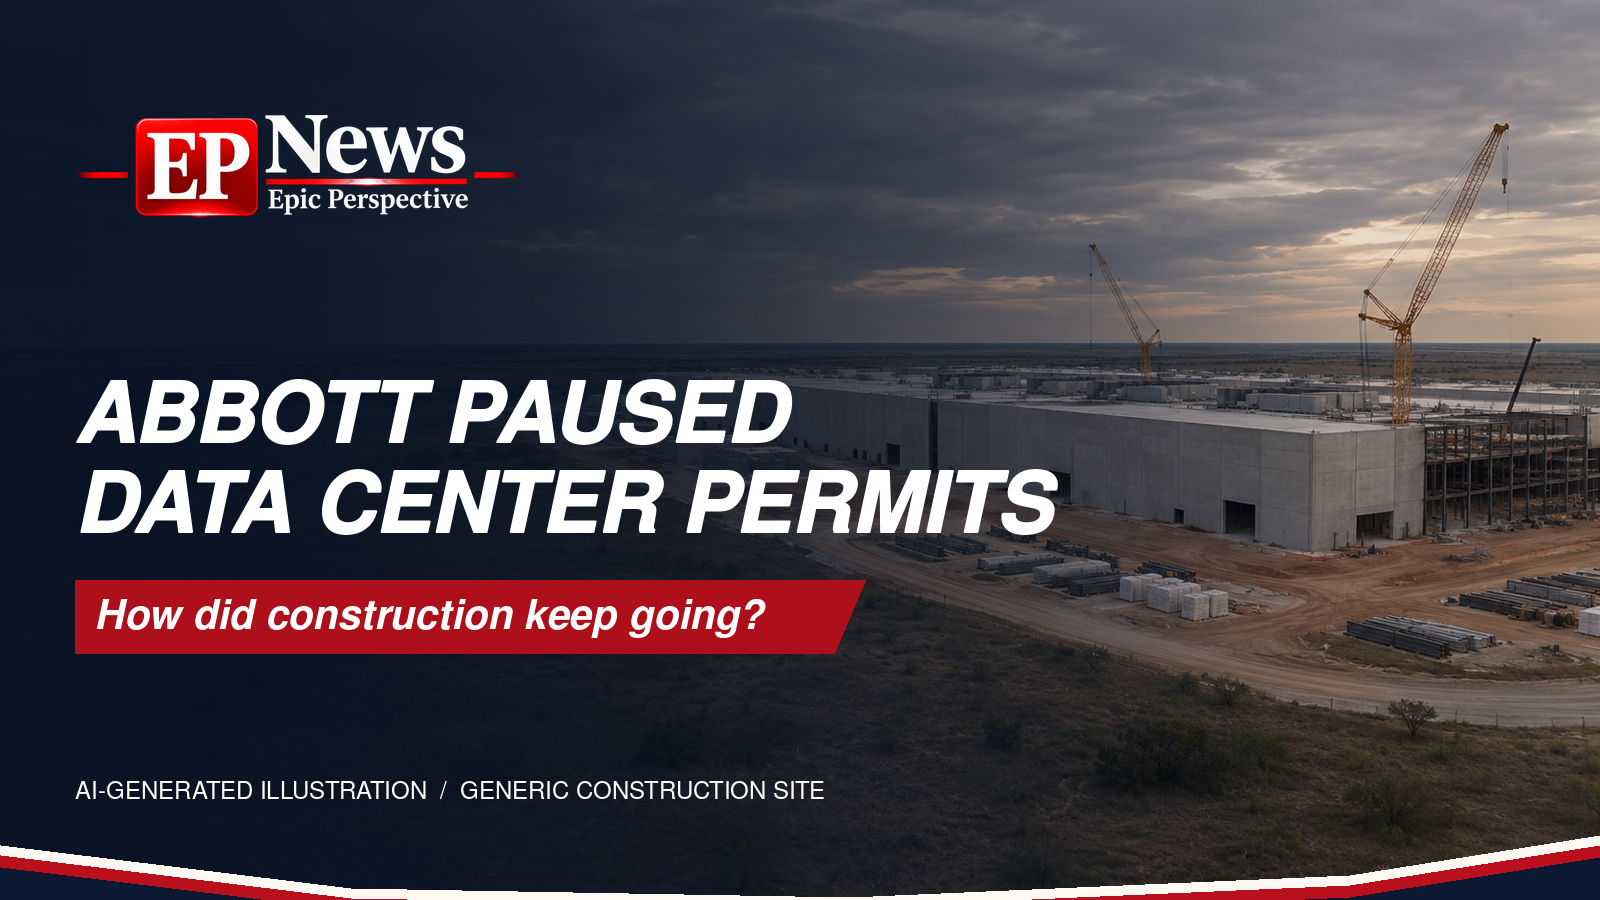 EP News
Epic Perspective
ABBOTT PAUSED
DATA CENTER PERMITS
How did construction keep going?
AI-GENERATED ILLUSTRATION / GENERIC CONSTRUCTION SITE